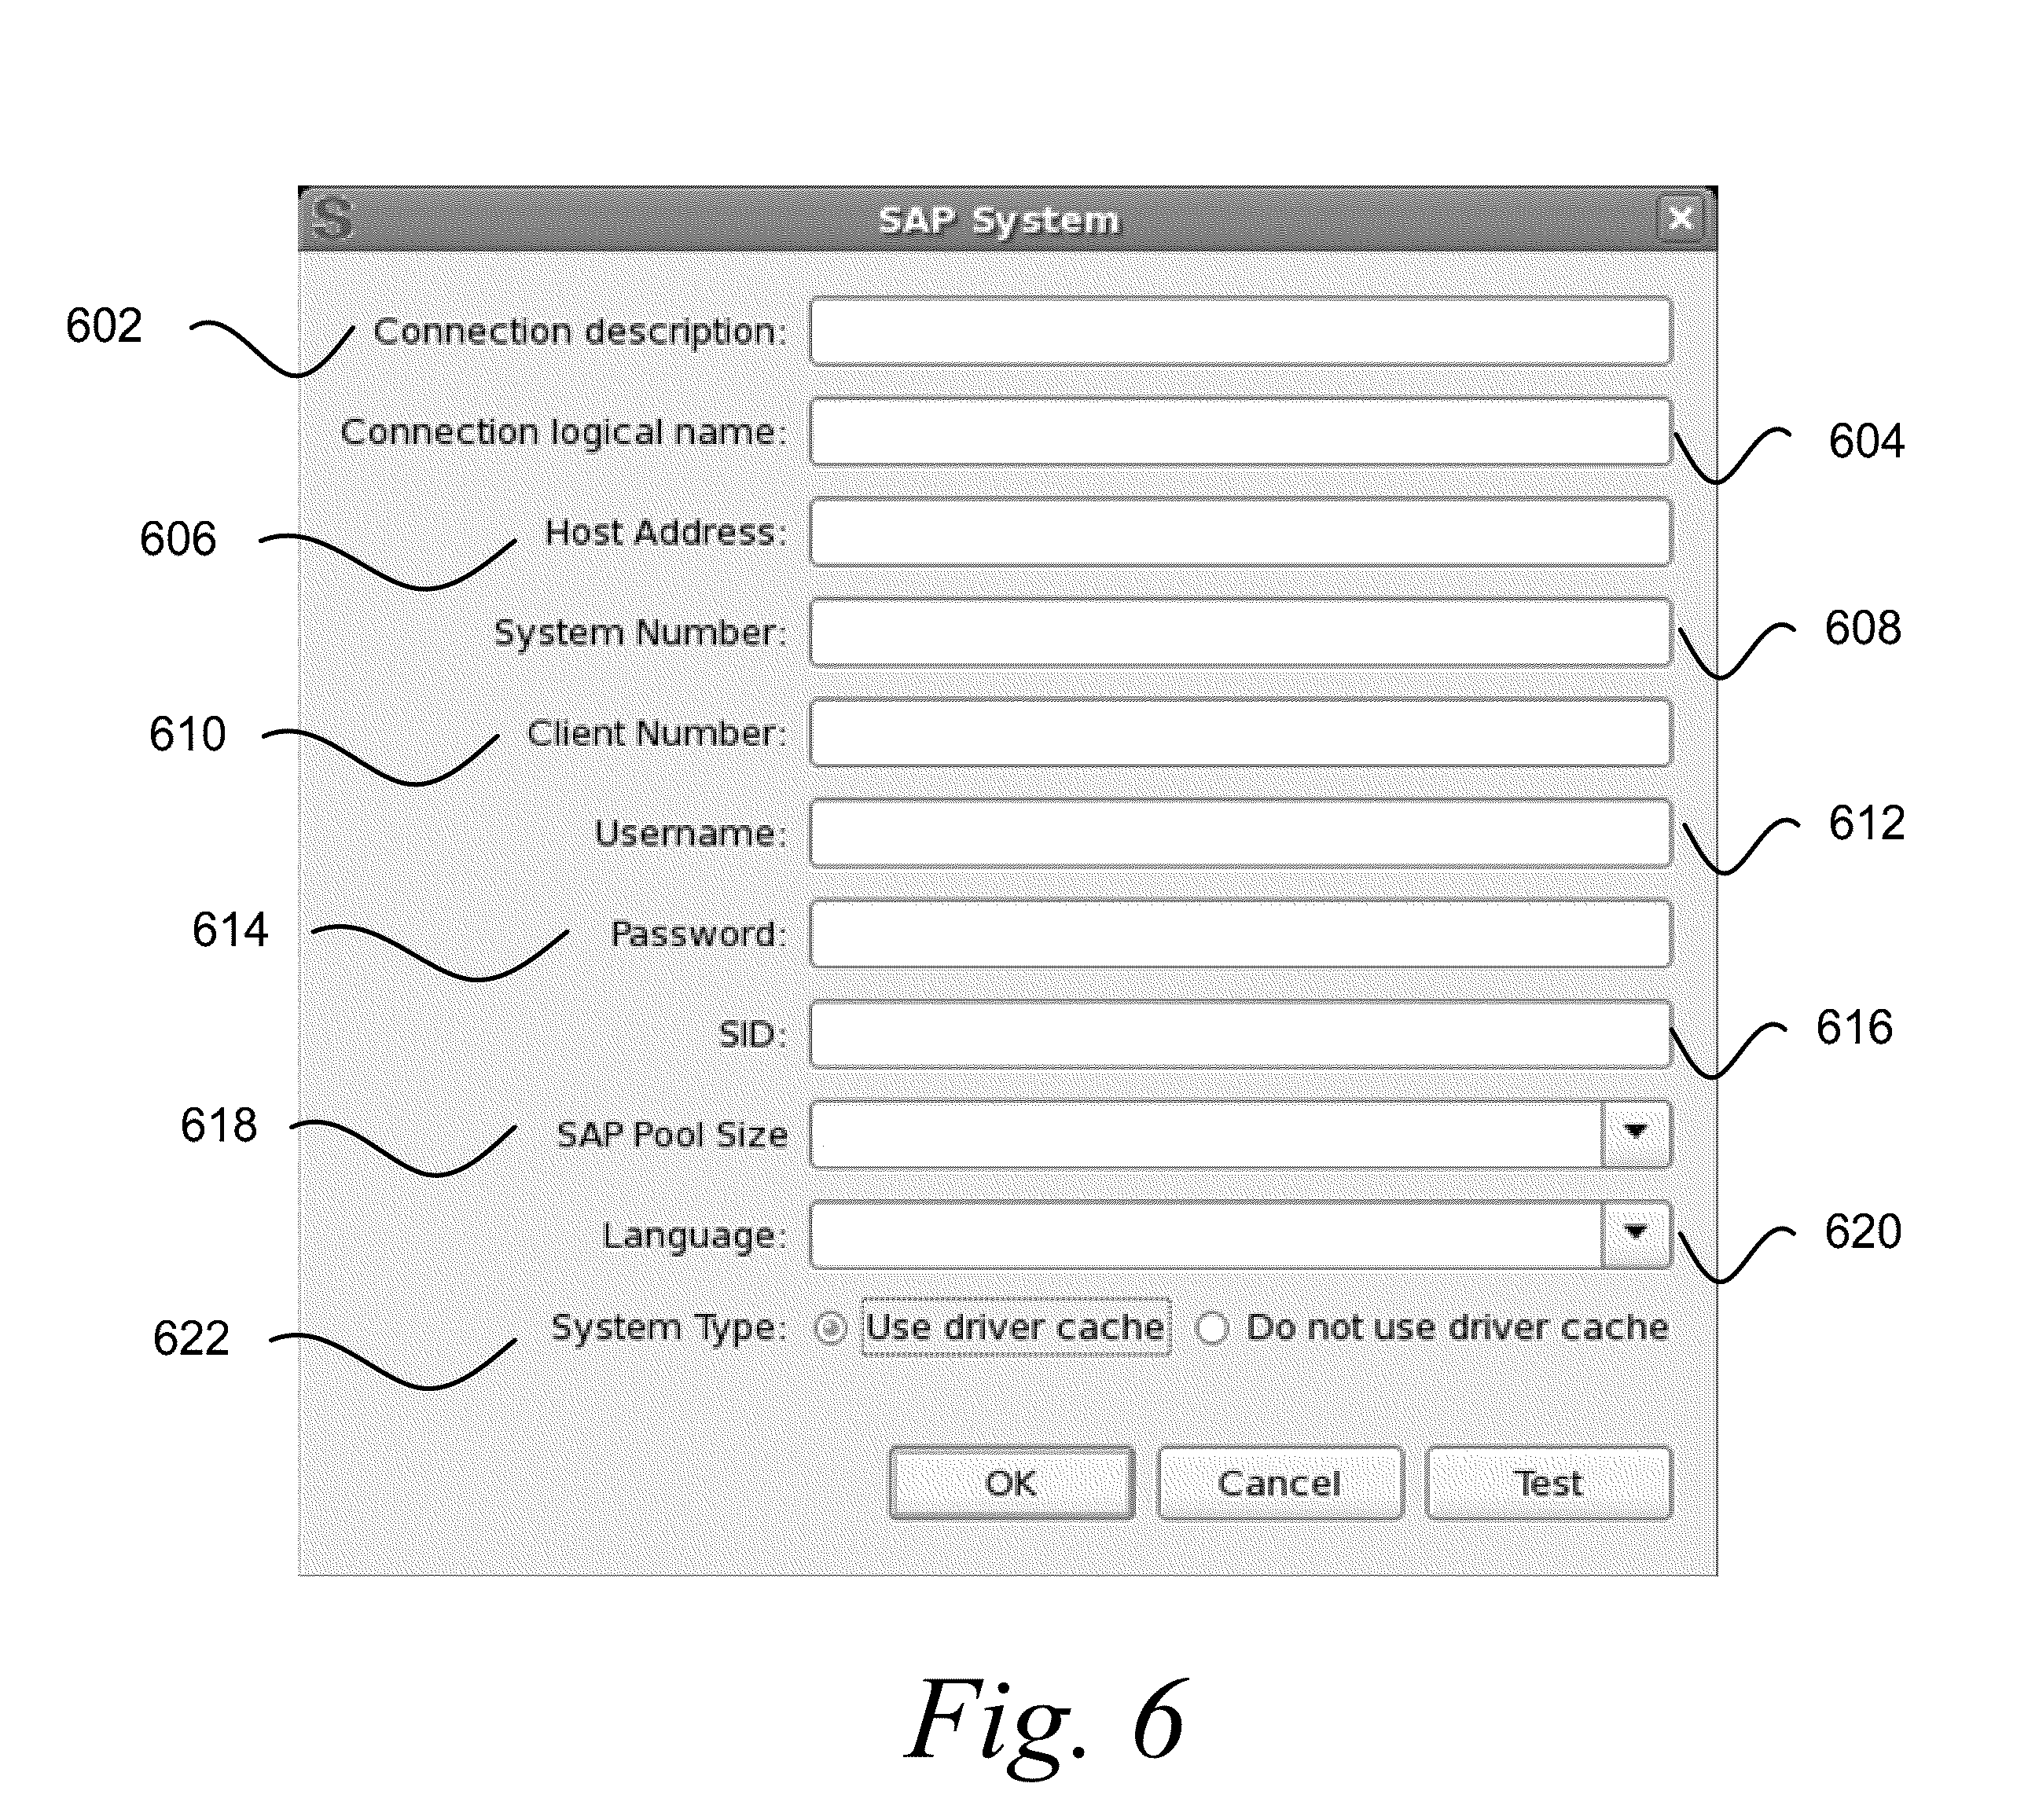 S SAP System X
602 Connection description:
Connection logical name: 604
606 Host Address:
System Number: 608
610 Client Number:
Username: 612
614 Password:
SID: 616
618 SAP Pool Size
Language: 620
622 System Type: Use driver cache Do not use driver cache
OK Cancel Test
Fig. 6